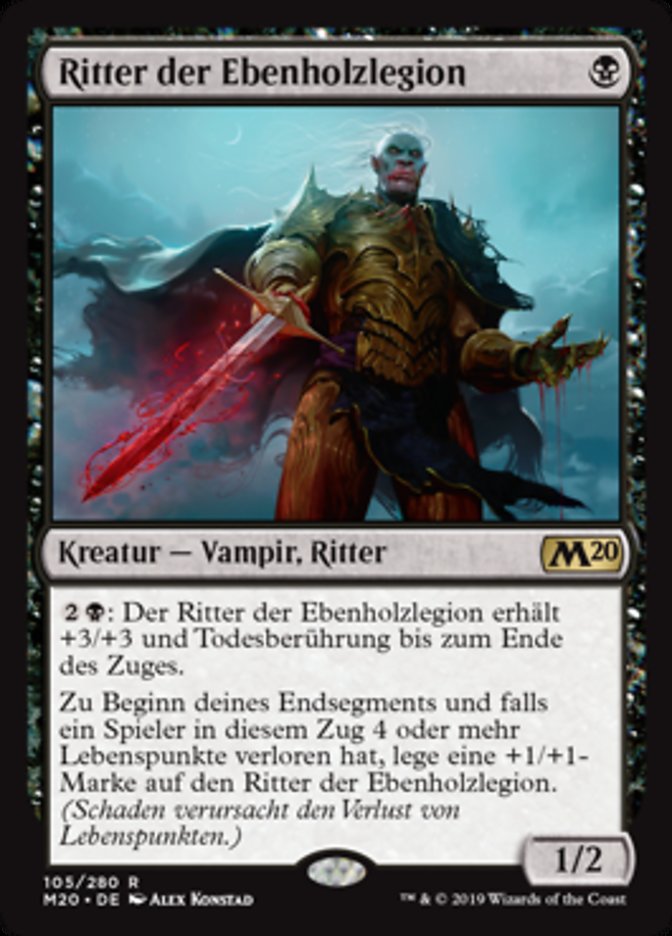 Ritter der Ebenholzlegion
Kreatur — Vampir, Ritter
M20
2: Der Ritter der Ebenholzlegion erhält
+3/+3 und Todesberührung bis zum Ende
des Zuges.
Zu Beginn deines Endsegments und falls
ein Spieler in diesem Zug 4 oder mehr
Lebenspunkte verloren hat, lege eine +1/+1-
Marke auf den Ritter der Ebenholzlegion.
(Schaden verursacht den Verlust von
Lebenspunkten.)
1/2
105/280 R
M20 • DE Alex Konstad
™ & © 2019 Wizards of the Coast